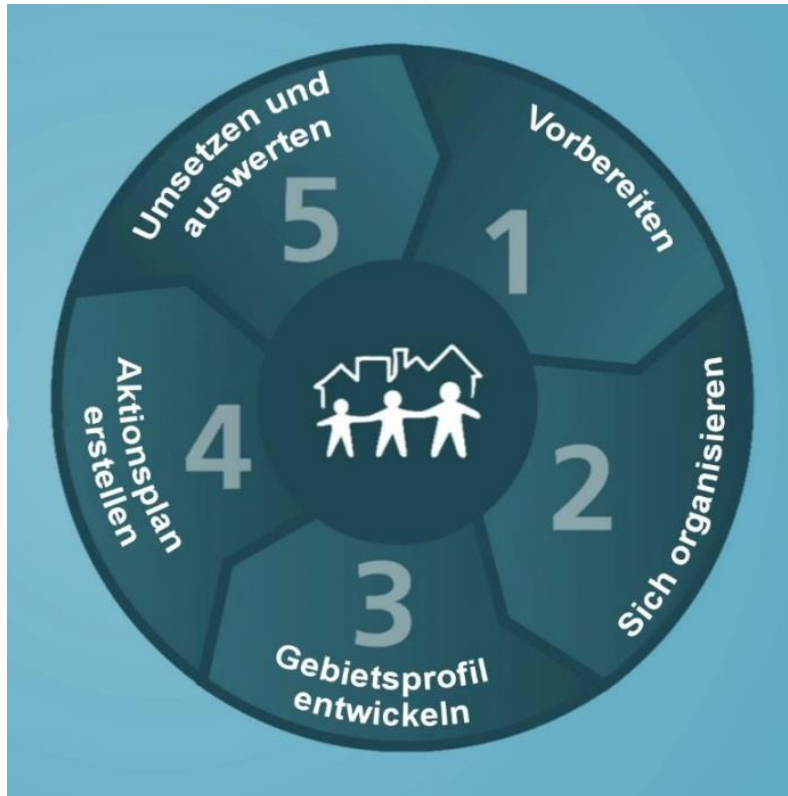 1
Vorbereiten
2
Sich organisieren
3
Gebietsprofil
entwickeln
4
Aktionsplan
erstellen
5
Umsetzen und
auswerten